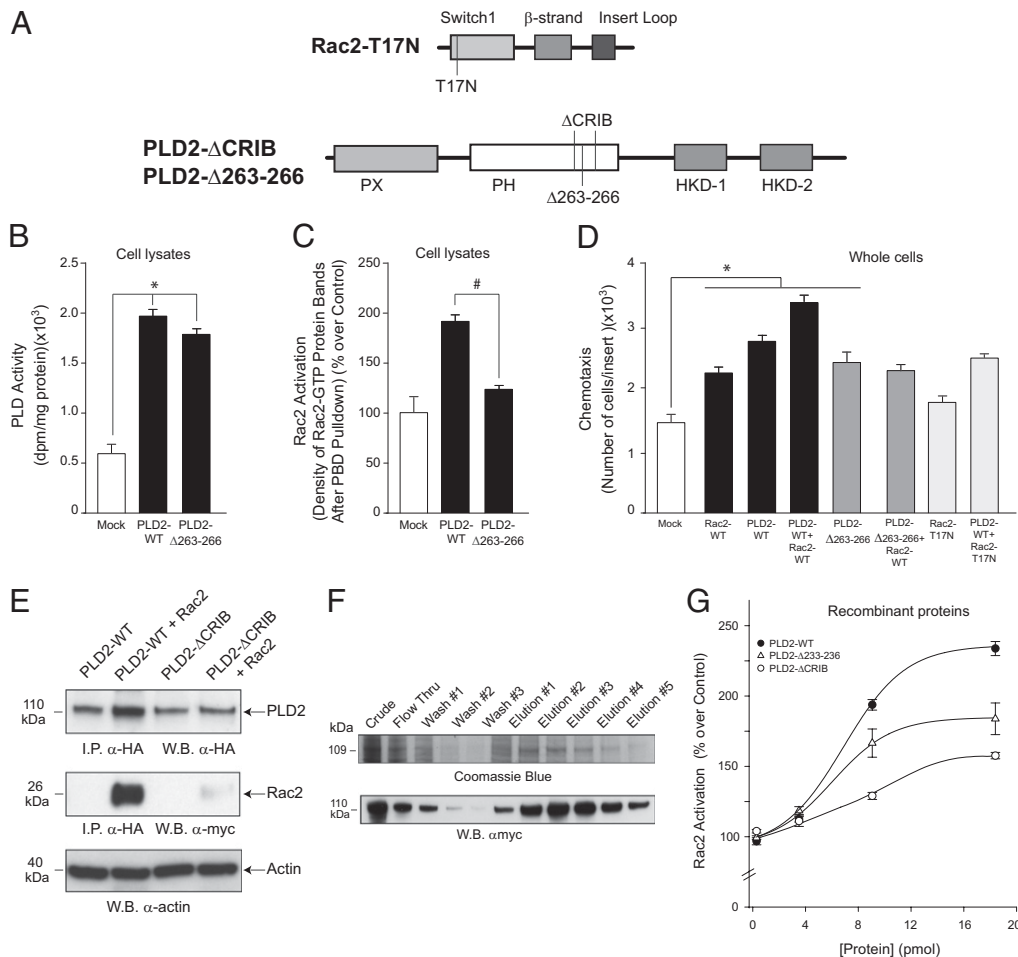 A
Switch1
β-strand
Insert Loop
Rac2-T17N
T17N
ΔCRIB
PLD2-ΔCRIB
PLD2-Δ263-266
PX
PH
HKD-1
HKD-2
Δ263-266
B
Cell lysates
PLD Activity
(dpm/mg protein)(x10³)
2.5
2.0
1.5
1.0
0.5
0
*
Mock
PLD2-
WT
PLD2-
Δ263-266
C
Cell lysates
Rac2 Activation
(Density of Rac2-GTP Protein Bands
After PBD Pulldown) (% over Control)
250
200
150
100
50
0
#
Mock
PLD2-
WT
PLD2-
Δ263-266
D
Whole cells
Chemotaxis
(Number of cells/insert )(x10³)
4
3
2
1
0
*
Mock
Rac2-
WT
PLD2-
WT
PLD2-
WT+
Rac2-
WT
PLD2-
Δ263-266
PLD2-
Δ263-266+
Rac2-
WT
Rac2-
T17N
PLD2-
WT+
Rac2-
T17N
E
PLD2-WT
PLD2-WT + Rac2
PLD2-ΔCRIB
PLD2-ΔCRIB
+ Rac2
110
kDa
PLD2
I.P. α-HA
W.B. α-HA
26
kDa
Rac2
I.P. α-HA
W.B. α-myc
40
kDa
Actin
W.B. α-actin
F
Crude
Flow Thru
Wash #1
Wash #2
Wash #3
Elution #1
Elution #2
Elution #3
Elution #4
Elution #5
kDa
109
Coomassie Blue
110
kDa
W.B. αmyc
G
Recombinant proteins
PLD2-WT
PLD2-Δ233-236
PLD2-ΔCRIB
Rac2 Activation (% over Control)
250
200
150
100
0
0
4
8
12
16
20
[Protein] (pmol)